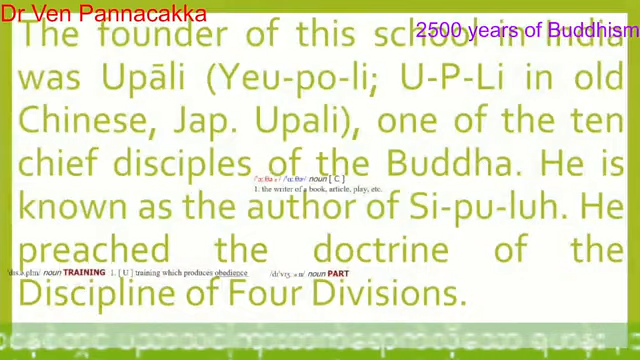 Dr Ven Pannacakka
2500 years of Buddhism
The founder of this school in India
was Upāli (Yeu-po-li; U-P-Li in old
Chinese, Jap. Upali), one of the ten
chief disciples of the Buddha. He is
noun [ C ]
1. the writer of a book, article, play, etc.
known as the author of Si-pu-luh. He
preached the doctrine of the
noun TRAINING 1. [ U ] training which produces obedience
noun PART
Discipline of Four Divisions.